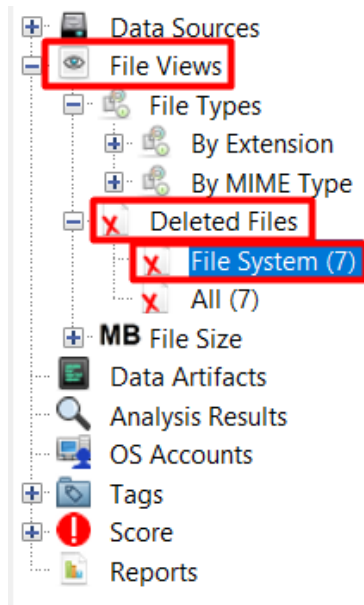 Data Sources
File Views
File Types
By Extension
By MIME Type
Deleted Files
File System (7)
All (7)
MB File Size
Data Artifacts
Analysis Results
OS Accounts
Tags
Score
Reports